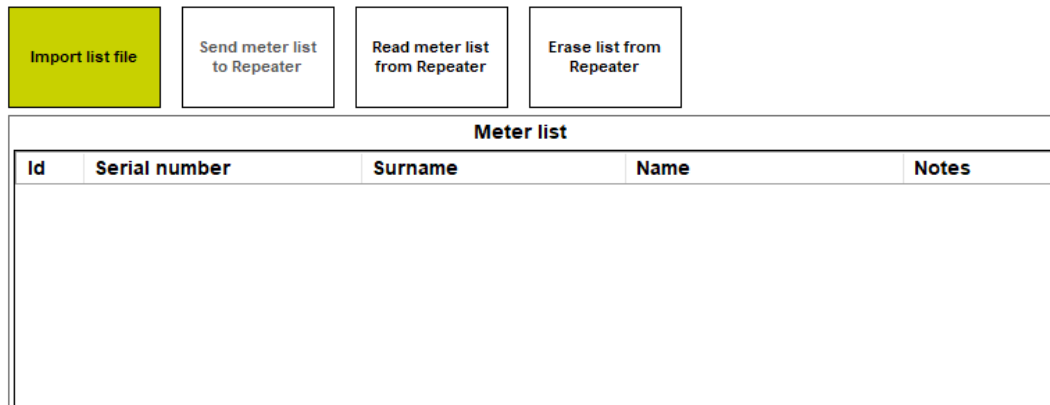 Import list file
Send meter list
to Repeater
Read meter list
from Repeater
Erase list from
Repeater
Meter list
Id Serial number Surname Name Notes